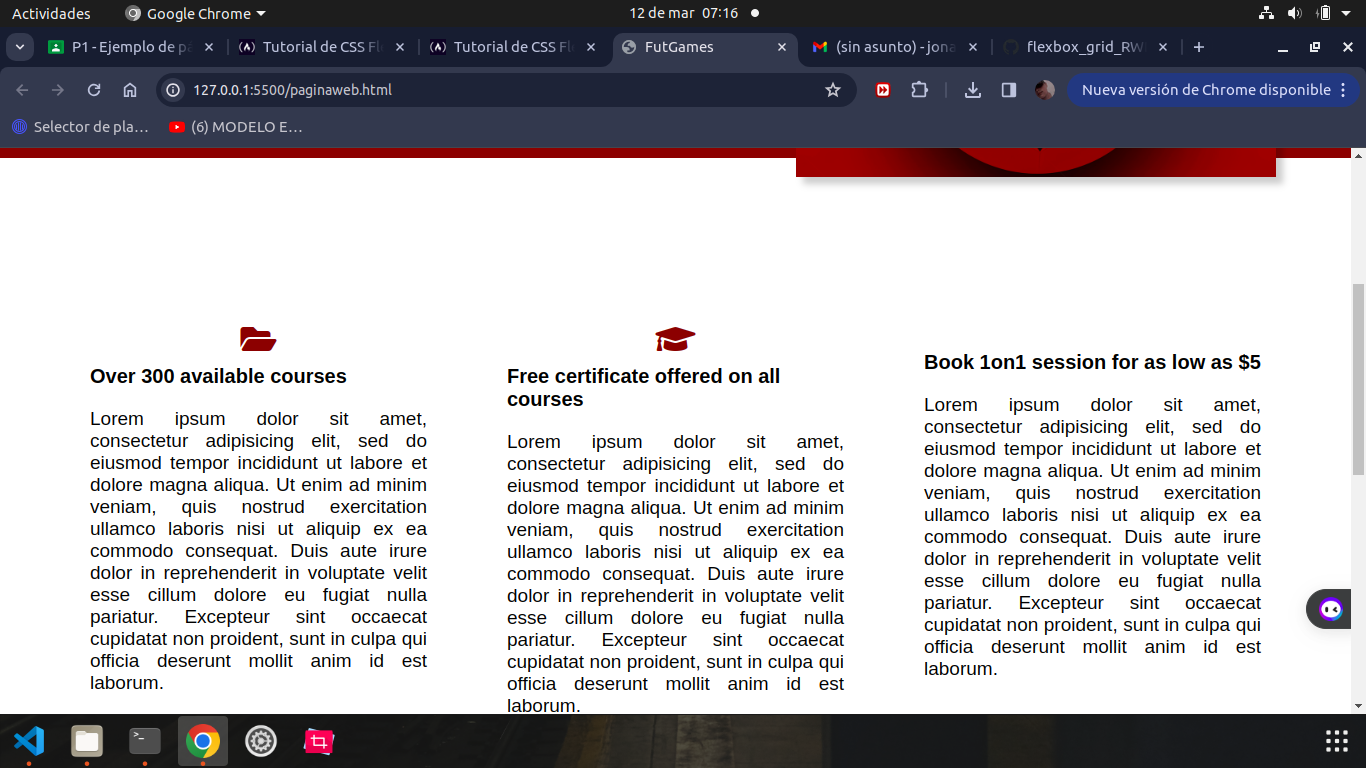 Actividades
Google Chrome
12 de mar 07:16
P1 - Ejemplo de pá
Tutorial de CSS Fle
Tutorial de CSS Fle
FutGames
(sin asunto) - jona
flexbox_grid_RW
127.0.0.1:5500/paginaweb.html
Nueva versión de Chrome disponible
Selector de pla…
(6) MODELO E…
Over 300 available courses
Lorem ipsum dolor sit amet,
consectetur adipisicing elit, sed do
eiusmod tempor incididunt ut labore et
dolore magna aliqua. Ut enim ad minim
veniam, quis nostrud exercitation
ullamco laboris nisi ut aliquip ex ea
commodo consequat. Duis aute irure
dolor in reprehenderit in voluptate velit
esse cillum dolore eu fugiat nulla
pariatur. Excepteur sint occaecat
cupidatat non proident, sunt in culpa qui
officia deserunt mollit anim id est
laborum.
Free certificate offered on all
courses
Lorem ipsum dolor sit amet,
consectetur adipisicing elit, sed do
eiusmod tempor incididunt ut labore et
dolore magna aliqua. Ut enim ad minim
veniam, quis nostrud exercitation
ullamco laboris nisi ut aliquip ex ea
commodo consequat. Duis aute irure
dolor in reprehenderit in voluptate velit
esse cillum dolore eu fugiat nulla
pariatur. Excepteur sint occaecat
cupidatat non proident, sunt in culpa qui
officia deserunt mollit anim id est
laborum.
Book 1on1 session for as low as $5
Lorem ipsum dolor sit amet,
consectetur adipisicing elit, sed do
eiusmod tempor incididunt ut labore et
dolore magna aliqua. Ut enim ad minim
veniam, quis nostrud exercitation
ullamco laboris nisi ut aliquip ex ea
commodo consequat. Duis aute irure
dolor in reprehenderit in voluptate velit
esse cillum dolore eu fugiat nulla
pariatur. Excepteur sint occaecat
cupidatat non proident, sunt in culpa qui
officia deserunt mollit anim id est
laborum.